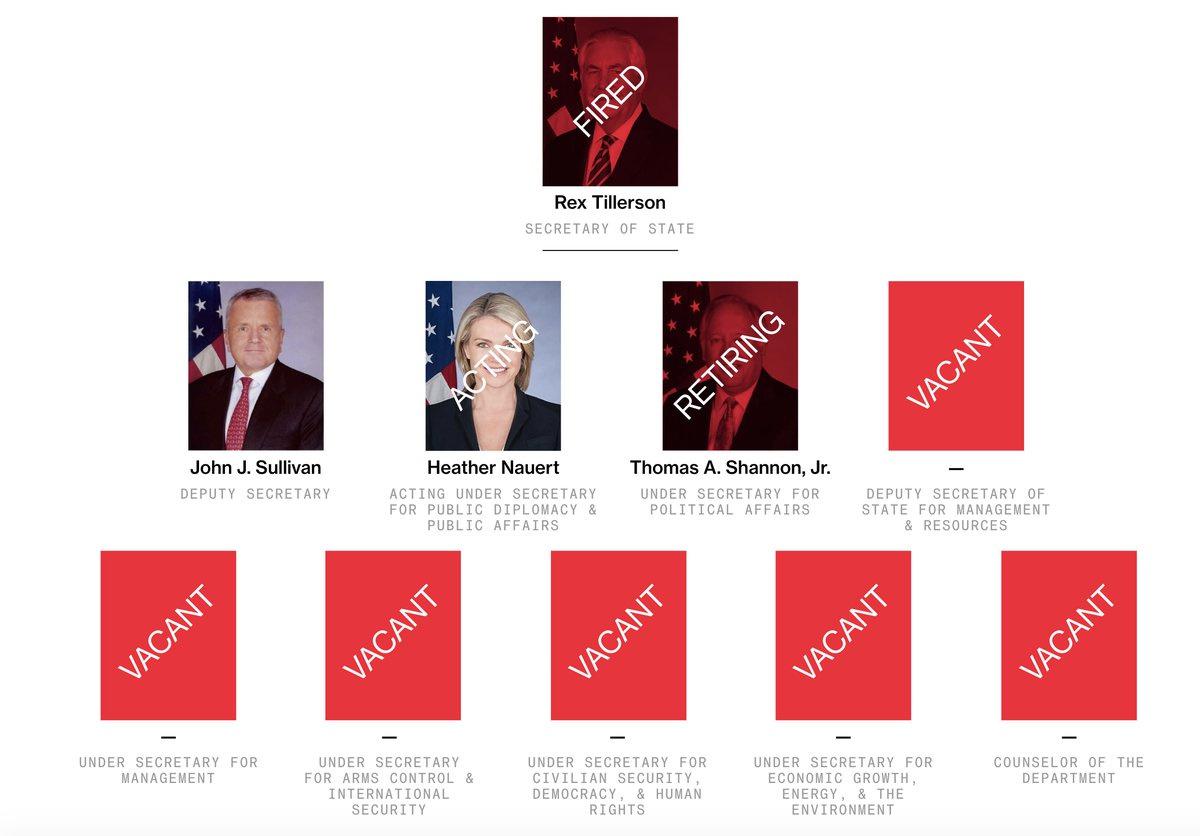 FIRED
Rex Tillerson
SECRETARY OF STATE
John J. Sullivan
DEPUTY SECRETARY
ACTING
Heather Nauert
ACTING UNDER SECRETARY
FOR PUBLIC DIPLOMACY &
PUBLIC AFFAIRS
RETIRING
Thomas A. Shannon, Jr.
UNDER SECRETARY FOR
POLITICAL AFFAIRS
VACANT
—
DEPUTY SECRETARY OF
STATE FOR MANAGEMENT
& RESOURCES
VACANT
—
UNDER SECRETARY FOR
MANAGEMENT
VACANT
—
UNDER SECRETARY
FOR ARMS CONTROL &
INTERNATIONAL
SECURITY
VACANT
—
UNDER SECRETARY FOR
CIVILIAN SECURITY,
DEMOCRACY, & HUMAN
RIGHTS
VACANT
—
UNDER SECRETARY FOR
ECONOMIC GROWTH,
ENERGY, & THE
ENVIRONMENT
VACANT
—
COUNSELOR OF THE
DEPARTMENT